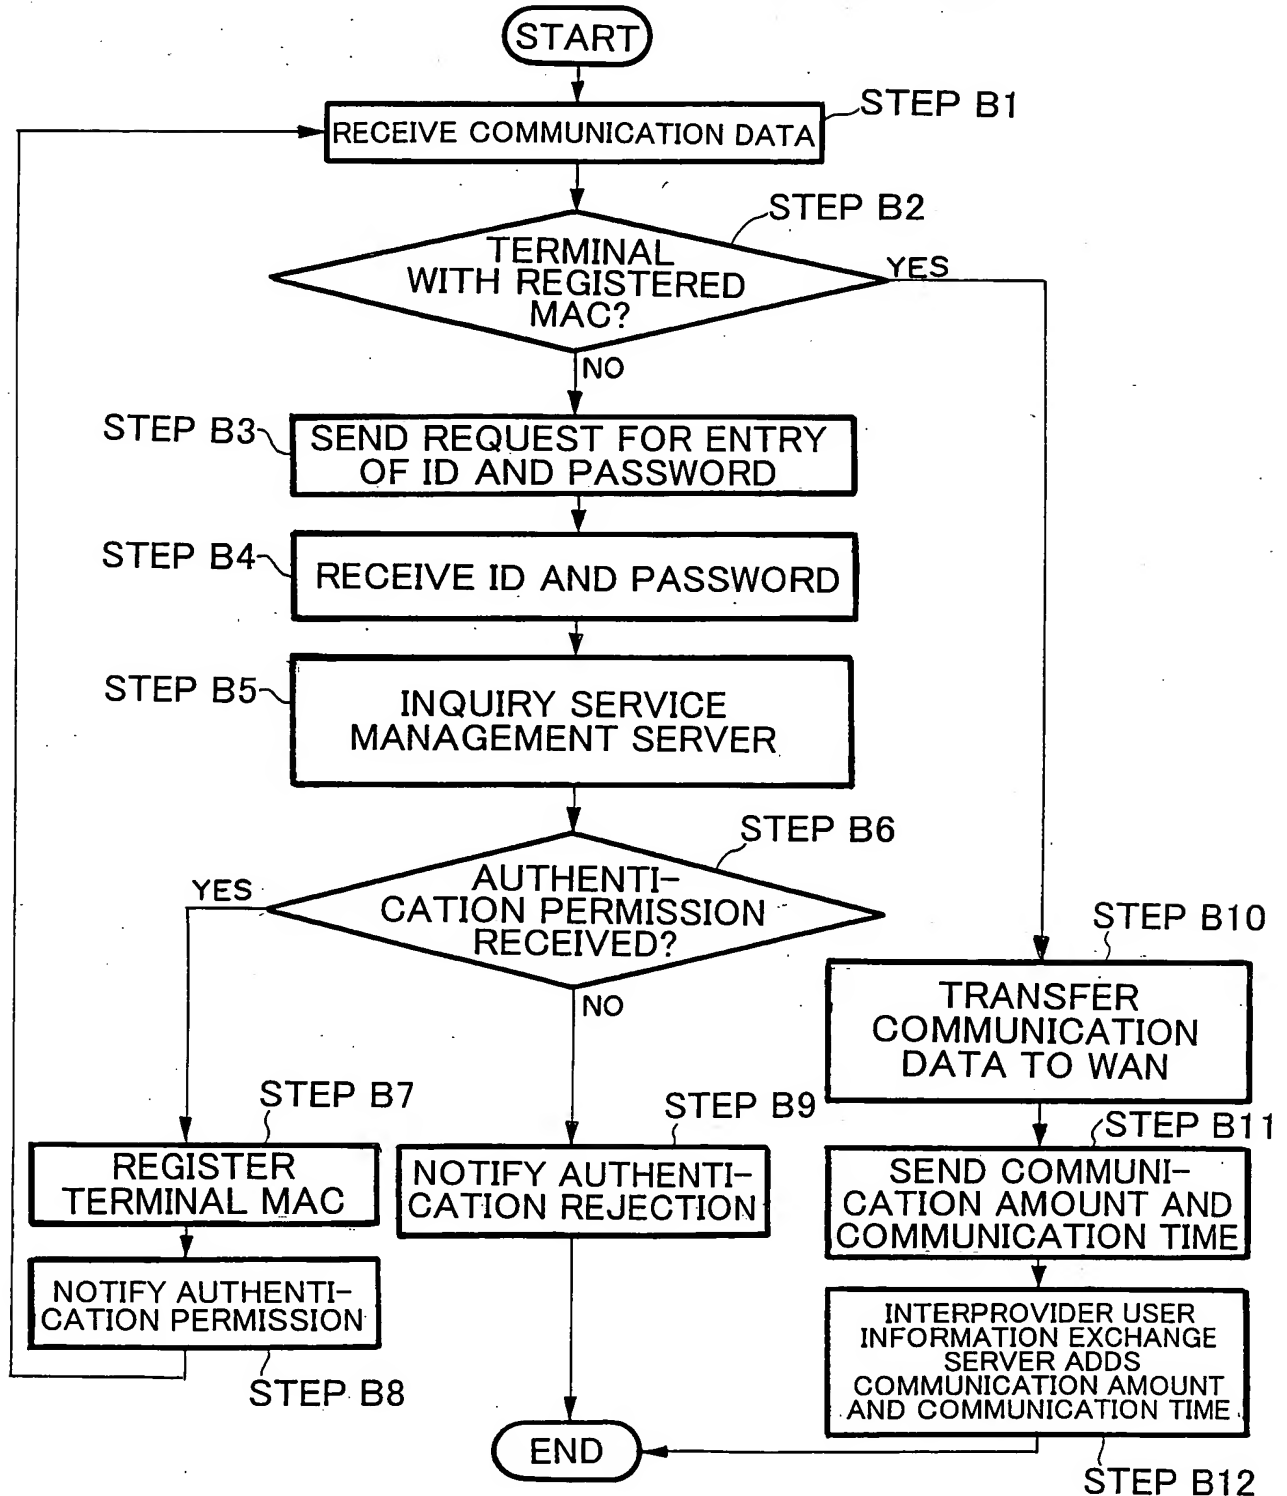 START
STEP B1
RECEIVE COMMUNICATION DATA
STEP B2
TERMINAL
WITH REGISTERED
MAC?
YES
NO
STEP B3
SEND REQUEST FOR ENTRY
OF ID AND PASSWORD
STEP B4
RECEIVE ID AND PASSWORD
STEP B5
INQUIRY SERVICE
MANAGEMENT SERVER
STEP B6
AUTHENTI-
CATION PERMISSION
RECEIVED?
YES
NO
STEP B7
REGISTER
TERMINAL MAC
NOTIFY AUTHENTI-
CATION PERMISSION
STEP B8
STEP B9
NOTIFY AUTHENTI-
CATION REJECTION
STEP B10
TRANSFER
COMMUNICATION
DATA TO WAN
STEP B11
SEND COMMUNI-
CATION AMOUNT AND
COMMUNICATION TIME
INTERPROVIDER USER
INFORMATION EXCHANGE
SERVER ADDS
COMMUNICATION AMOUNT
AND COMMUNICATION TIME
STEP B12
END